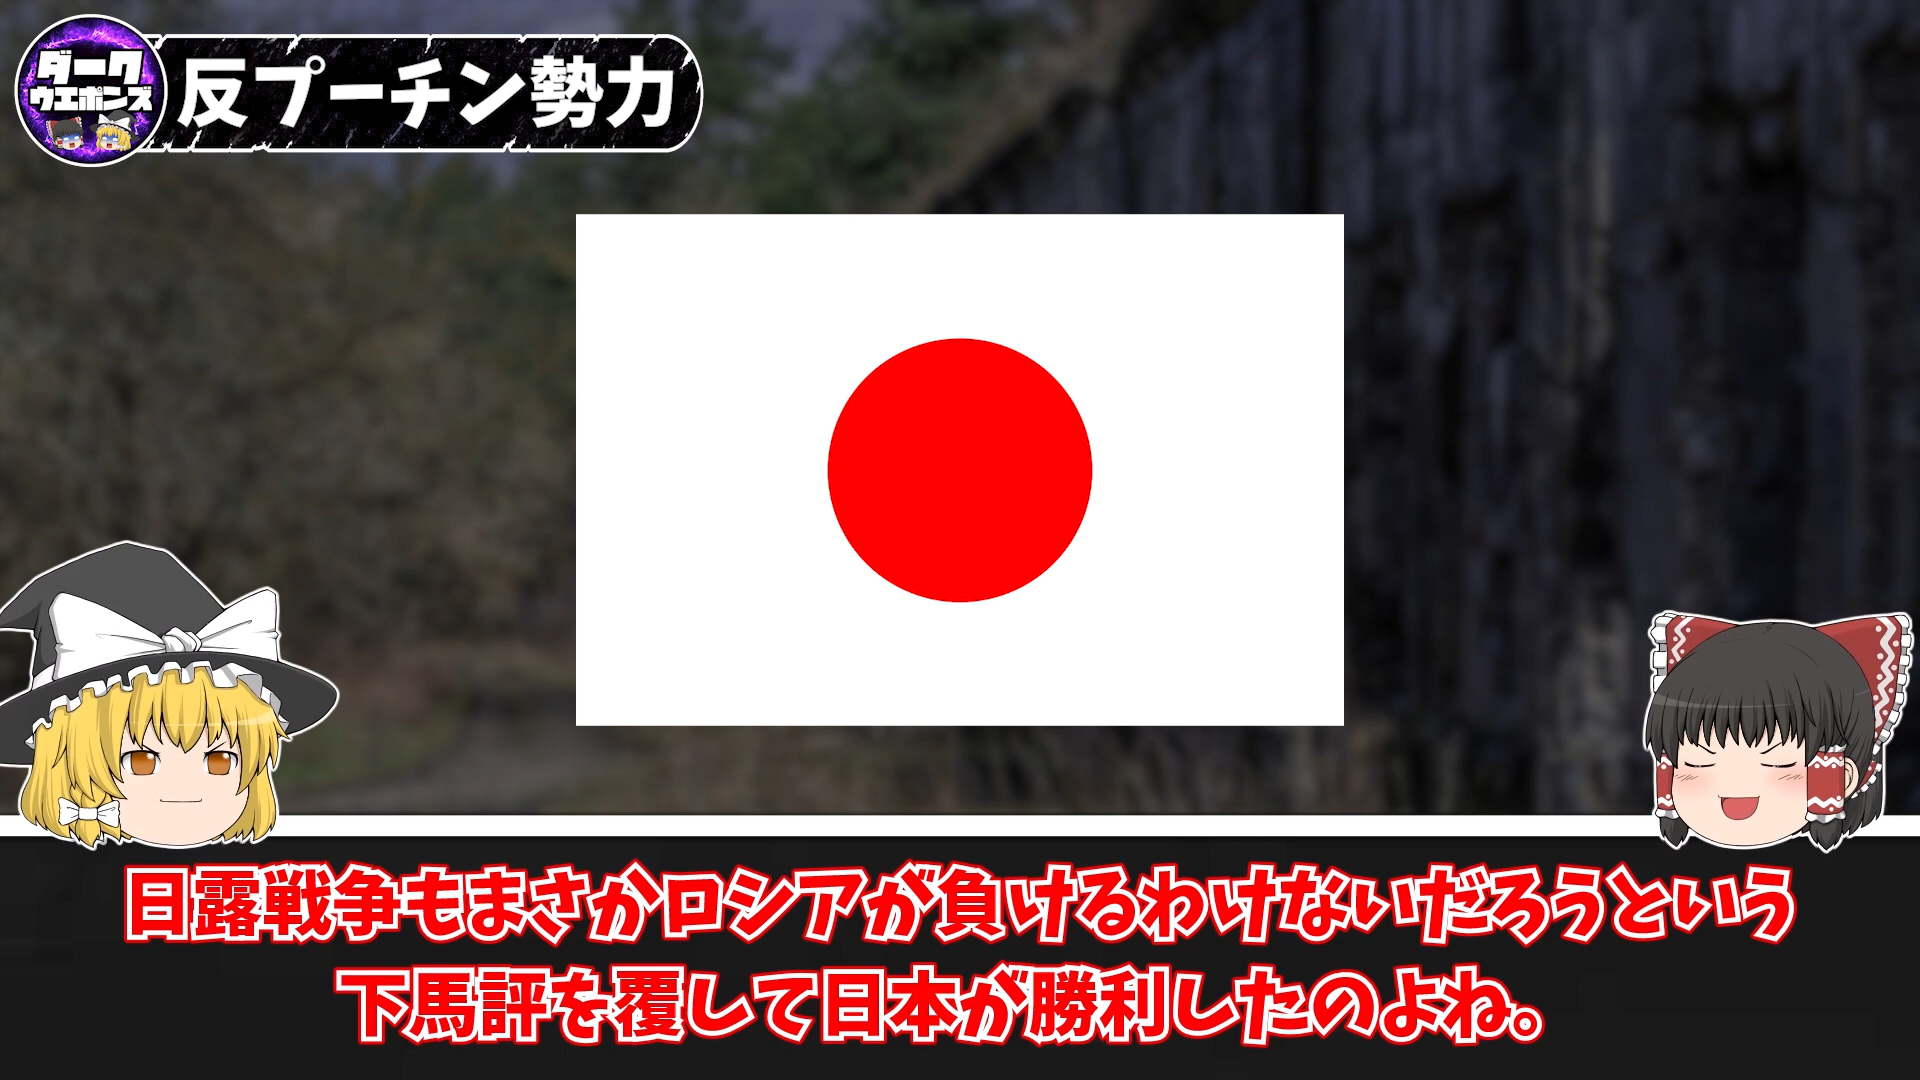 ダーク
ウエポンズ
反プーチン勢力
日露戦争もまさかロシアが負けるわけないだろうという
下馬評を覆して日本が勝利したのよね。